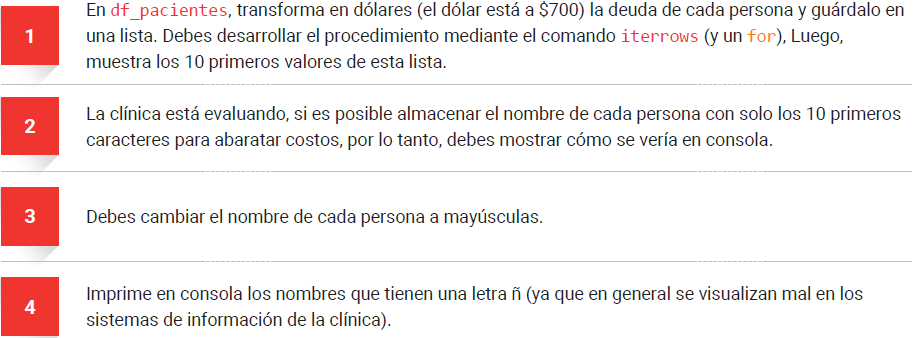 1
En df_pacientes, transforma en dólares (el dólar está a $700) la deuda de cada persona y guárdalo en
una lista. Debes desarrollar el procedimiento mediante el comando iterrows (y un for), Luego,
muestra los 10 primeros valores de esta lista.
2
La clínica está evaluando, si es posible almacenar el nombre de cada persona con solo los 10 primeros
caracteres para abaratar costos, por lo tanto, debes mostrar cómo se vería en consola.
3
Debes cambiar el nombre de cada persona a mayúsculas.
4
Imprime en consola los nombres que tienen una letra ñ (ya que en general se visualizan mal en los
sistemas de información de la clínica).